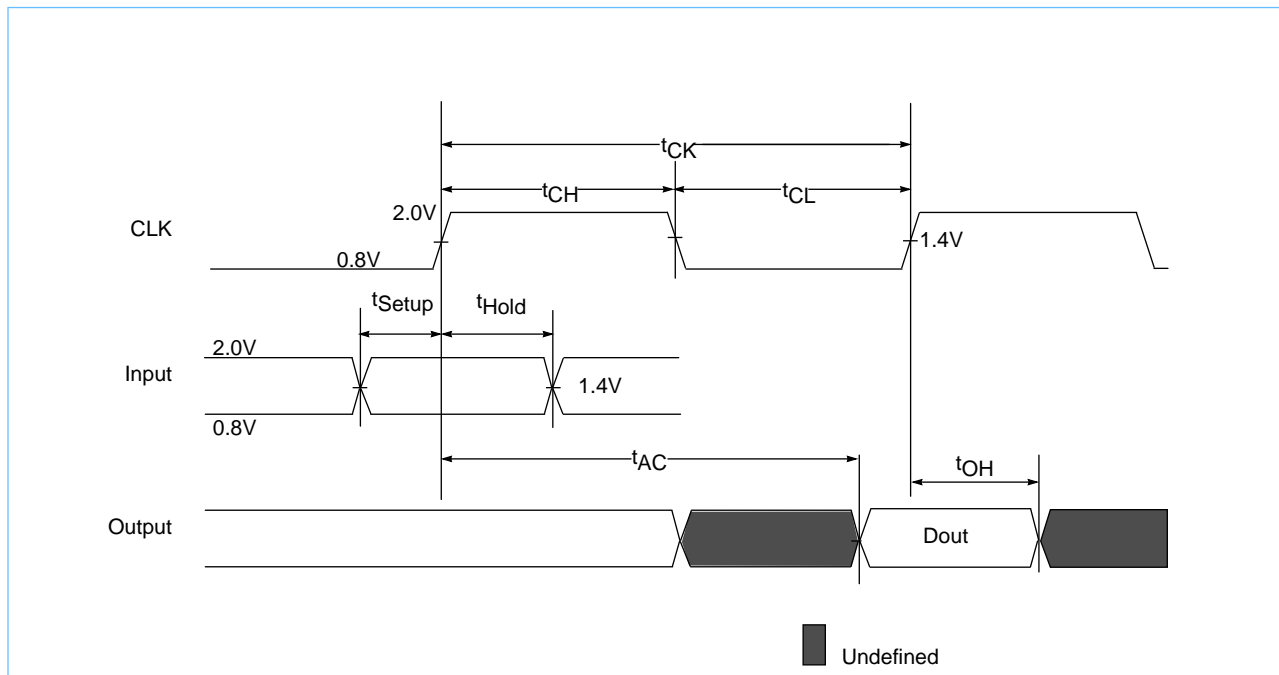 tCK
tCH
tCL
CLK
2.0V
0.8V
1.4V
tSetup
tHold
Input
2.0V
1.4V
0.8V
tAC
tOH
Output
Dout
Undefined